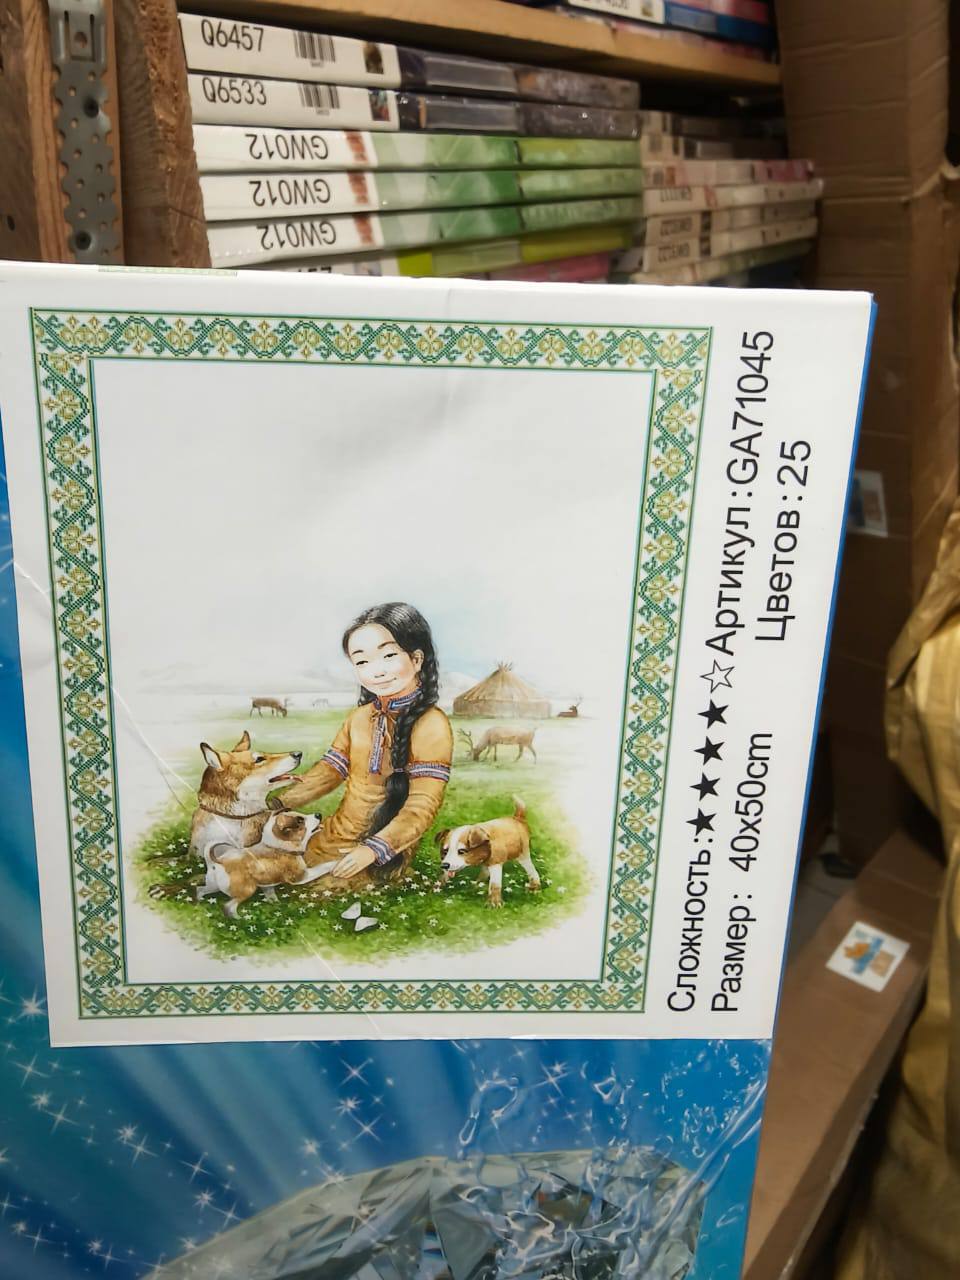 Q6457
Q6533
GW012
GW012
GW012
Сложность:★★★★☆ Артикул:GA71045
Размер: 40x50cm Цветов:25